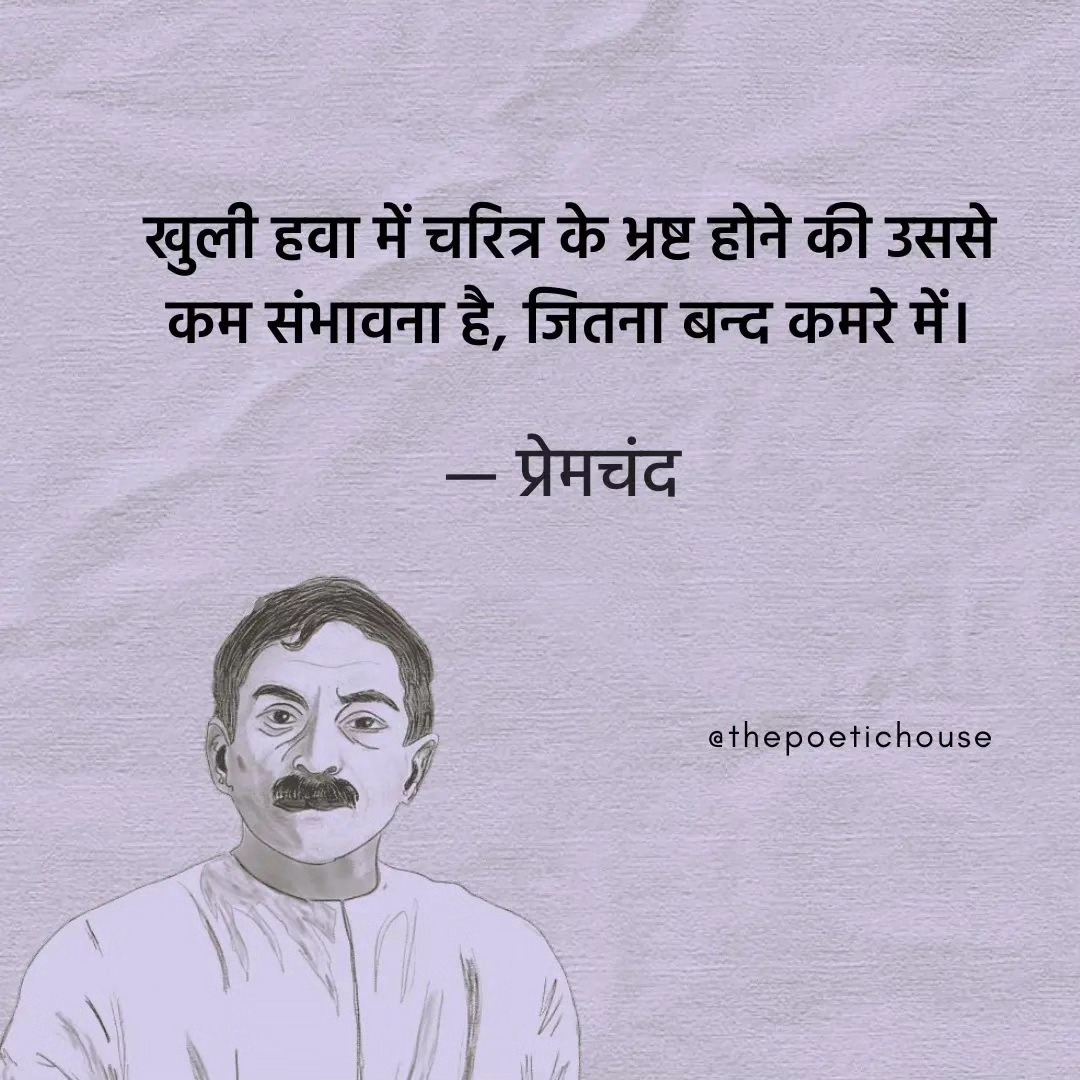 खुली हवा में चरित्र के भ्रष्ट होने की उससे
कम संभावना है, जितना बन्द कमरे में।
— प्रेमचंद
@thepoetichouse